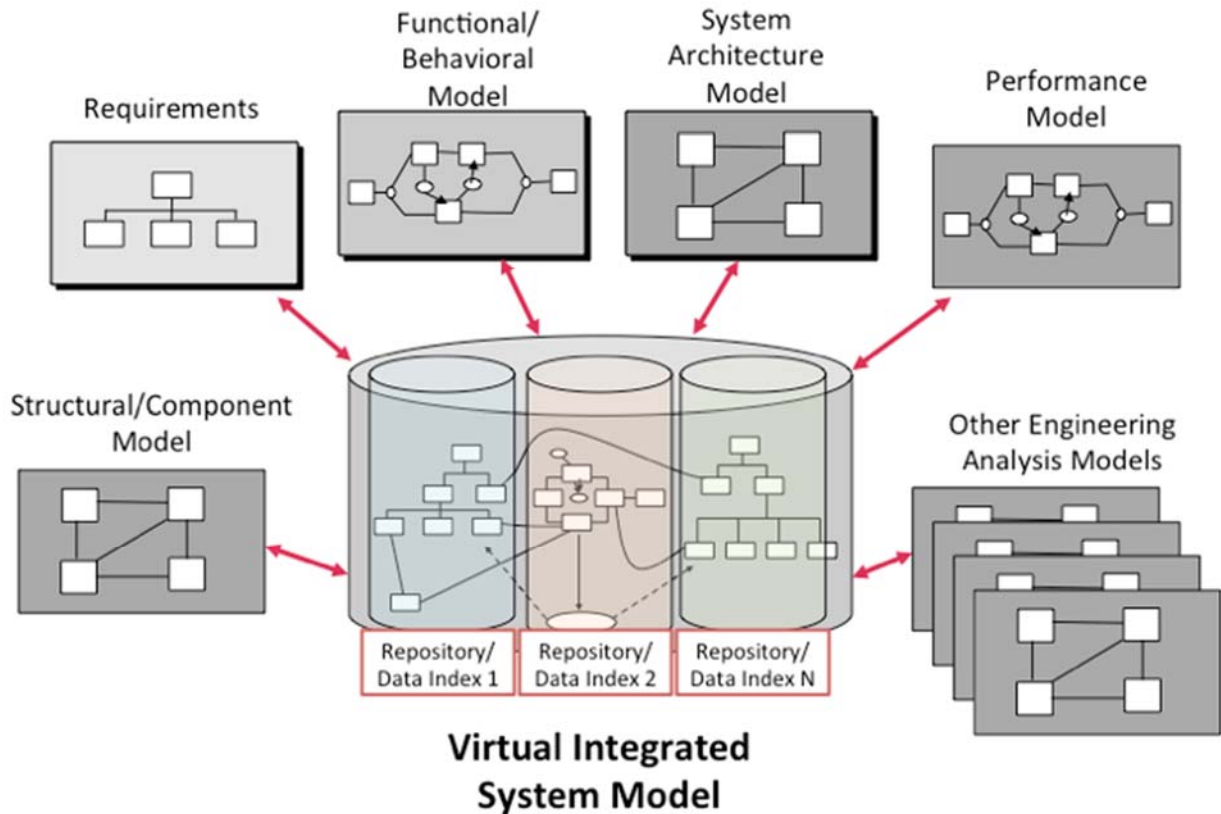 Functional/
Behavioral
Model
System
Architecture
Model
Requirements
Performance
Model
Structural/Component
Model
Other Engineering
Analysis Models
Repository/
Data Index 1
Repository/
Data Index 2
Repository/
Data Index N
Virtual Integrated
System Model